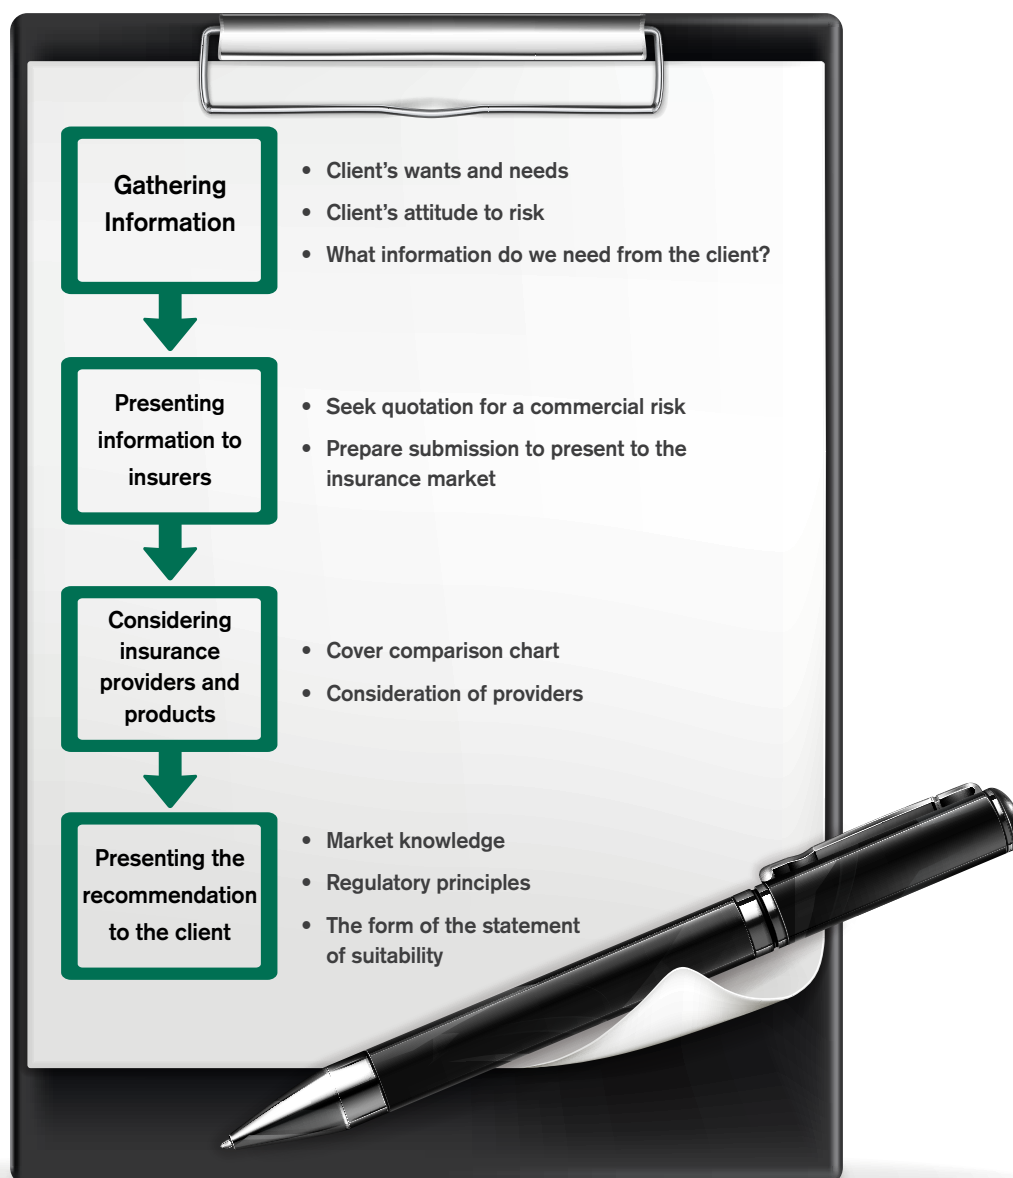 Gathering
Information
• Client’s wants and needs
• Client’s attitude to risk
• What information do we need from the client?
Presenting
information to
insurers
• Seek quotation for a commercial risk
• Prepare submission to present to the
insurance market
Considering
insurance
providers and
products
• Cover comparison chart
• Consideration of providers
Presenting the
recommendation
to the client
• Market knowledge
• Regulatory principles
• The form of the statement
of suitability